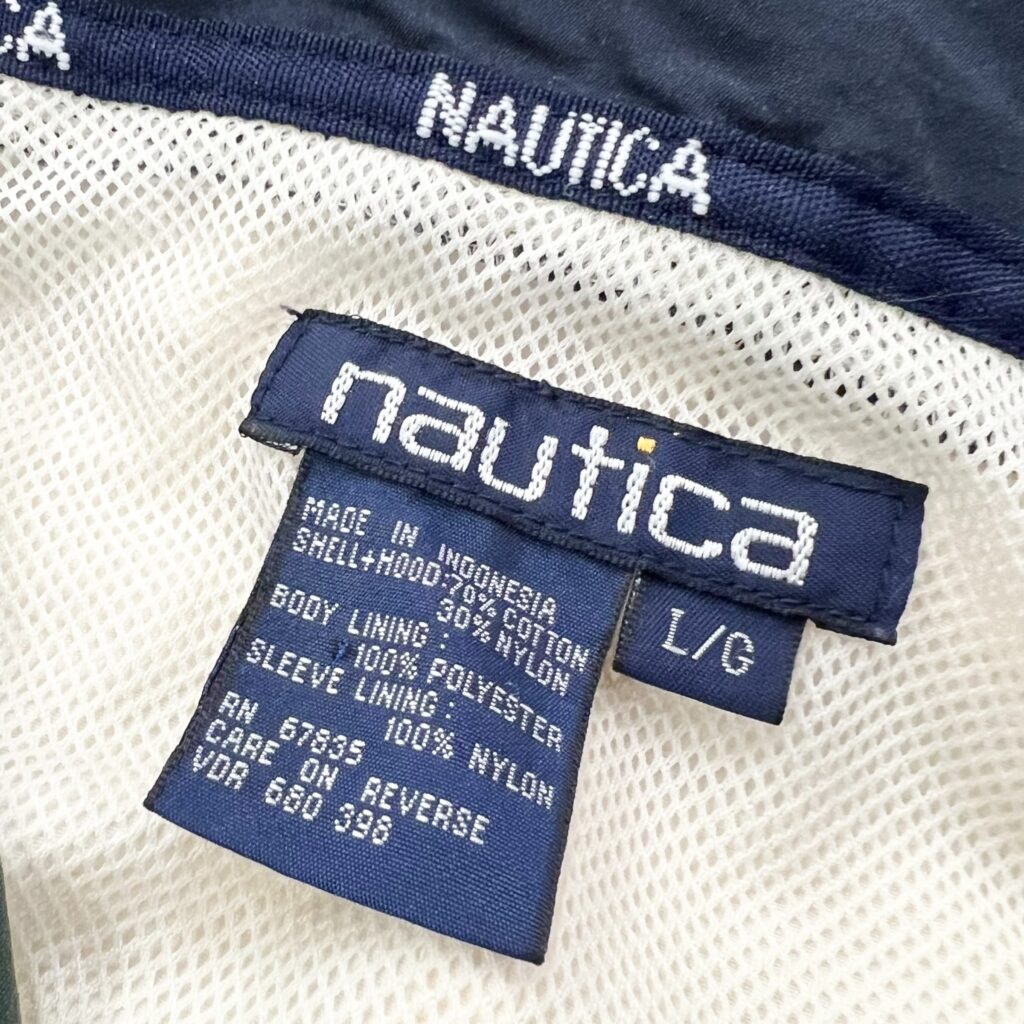 CA
NAUTICA
nautica
L/G
MADE IN INDONESIA
SHELL+HOOD:70% COTTON
30% NYLON
BODY LINING:
100% POLYESTER
SLEEVE LINING:
100% NYLON
RN 67835
CARE ON REVERSE
VDR 680 398